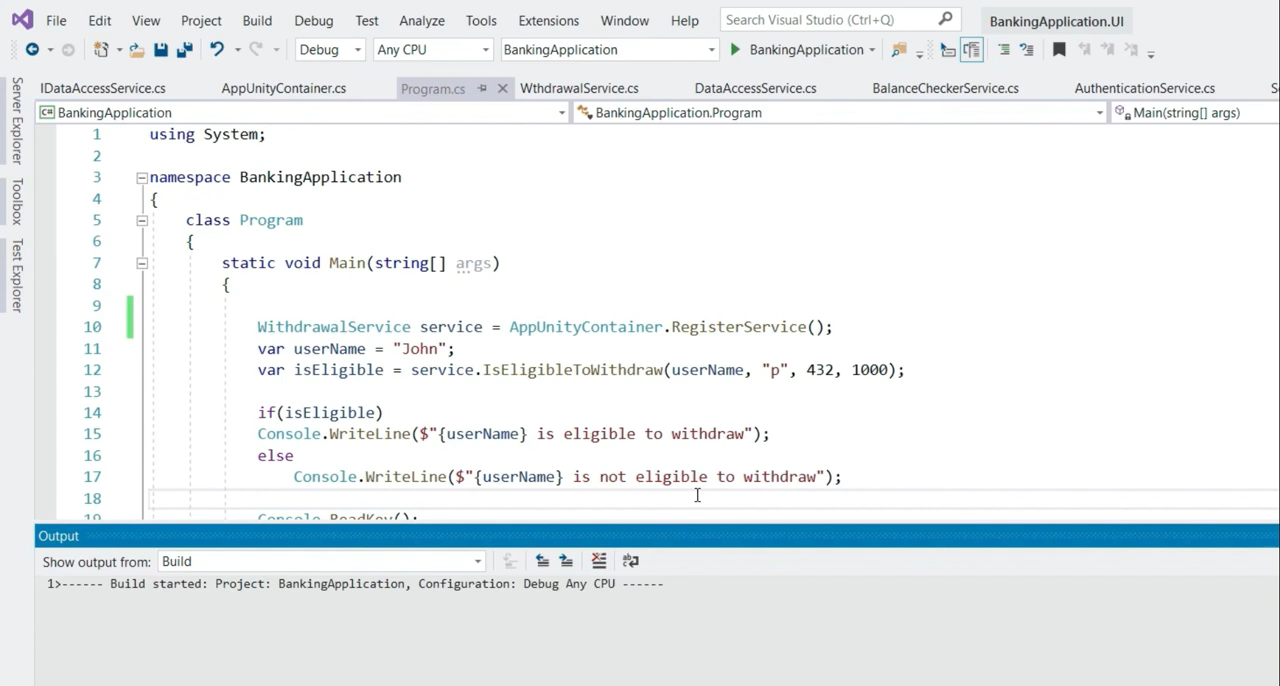 File Edit View Project Build Debug Test Analyze Tools Extensions Window Help Search Visual Studio (Ctrl+Q) BankingApplication.UI
Debug Any CPU BankingApplication BankingApplication
IDataAccessService.cs AppUnityContainer.cs Program.cs WthdrawalService.cs DataAccessService.cs BalanceCheckerService.cs AuthenticationService.cs
C# BankingApplication BankingApplication.Program Main(string[] args)
Server Explorer
Toolbox
Test Explorer
1 using System;
2
3 namespace BankingApplication
4 {
5 class Program
6 {
7 static void Main(string[] args)
8 {
9
10 WithdrawalService service = AppUnityContainer.RegisterService();
11 var userName = "John";
12 var isEligible = service.IsEligibleToWithdraw(userName, "p", 432, 1000);
13
14 if(isEligible)
15 Console.WriteLine($"{userName} is eligible to withdraw");
16 else
17 Console.WriteLine($"{userName} is not eligible to withdraw");
18
19 Console.ReadKey();
Output
Show output from: Build
1>------ Build started: Project: BankingApplication, Configuration: Debug Any CPU ------